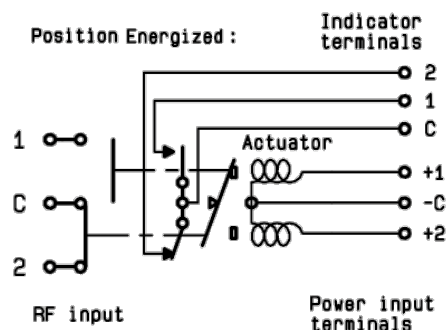 Position Energized :
Indicator
terminals
2
1
C
Actuator
1
C
2
+1
-C
+2
RF input
Power input
terminals